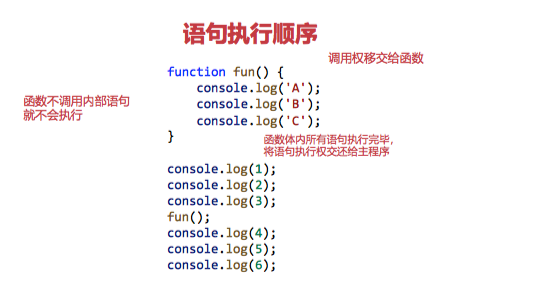 语句执行顺序
调用权移交给函数
function fun() {
console.log('A');
函数不调用内部语句
就不会执行
console.log('B');
console.log('C');
}
函数体内所有语句执行完毕，
将语句执行权交还给主程序
console.log(1);
console.log(2);
console.log(3);
fun();
console.log(4);
console.log(5);
console.log(6);